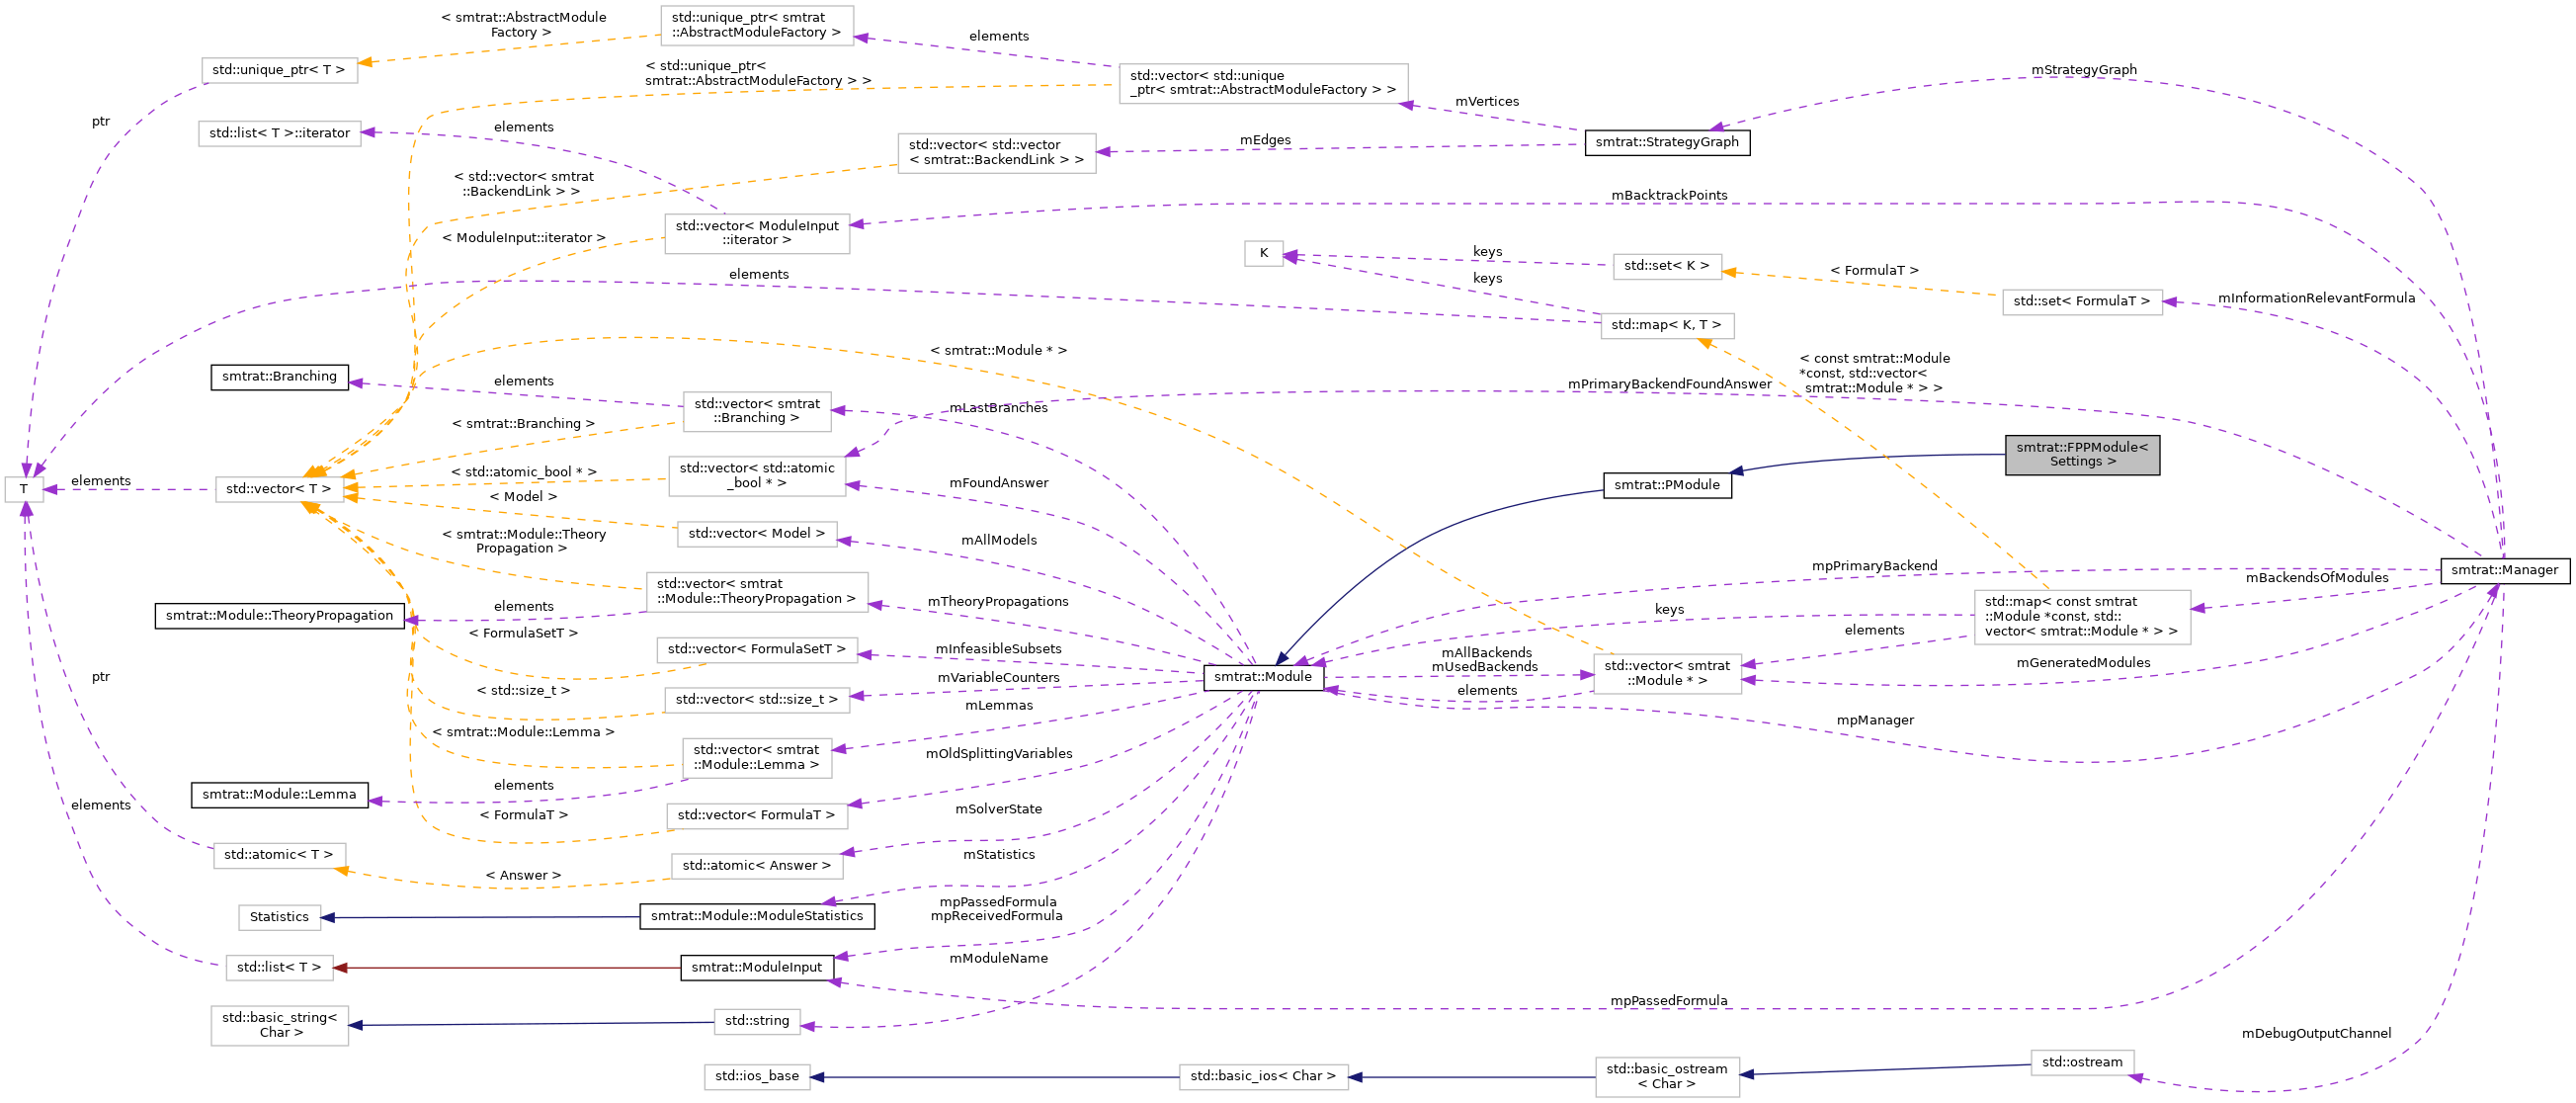 < smtrat::AbstractModule
Factory >
std::unique_ptr< smtrat
::AbstractModuleFactory >
elements
std::unique_ptr< T >
< std::unique_ptr<
smtrat::AbstractModuleFactory > >
std::vector< std::unique
_ptr< smtrat::AbstractModuleFactory > >
mStrategyGraph
mVertices
ptr
std::list< T >::iterator
elements
std::vector< std::vector
< smtrat::BackendLink > >
mEdges
smtrat::StrategyGraph
< std::vector< smtrat
::BackendLink > >
mBacktrackPoints
std::vector< ModuleInput
::iterator >
< ModuleInput::iterator >
K
keys
std::set< K >
< FormulaT >
elements
keys
std::set< FormulaT >
mInformationRelevantFormula
std::map< K, T >
< smtrat::Module * >
< const smtrat::Module
*const, std::vector<
smtrat::Module * > >
smtrat::Branching
elements
mPrimaryBackendFoundAnswer
std::vector< smtrat
::Branching >
mLastBranches
< smtrat::Branching >
smtrat::FPPModule<
Settings >
< std::atomic_bool * >
std::vector< std::atomic
_bool * >
mFoundAnswer
smtrat::PModule
T
elements
std::vector< T >
< Model >
std::vector< Model >
mAllModels
< smtrat::Module::Theory
Propagation >
mpPrimaryBackend
smtrat::Manager
mBackendsOfModules
std::vector< smtrat
::Module::TheoryPropagation >
mTheoryPropagations
std::map< const smtrat
::Module *const, std::
vector< smtrat::Module * > >
smtrat::Module::TheoryPropagation
elements
keys
elements
< FormulaSetT >
std::vector< FormulaSetT >
mInfeasibleSubsets
mAllBackends
mUsedBackends
std::vector< smtrat
::Module * >
mGeneratedModules
ptr
smtrat::Module
mVariableCounters
elements
< std::size_t >
std::vector< std::size_t >
mLemmas
mpManager
< smtrat::Module::Lemma >
std::vector< smtrat
::Module::Lemma >
mOldSplittingVariables
smtrat::Module::Lemma
elements
elements
< FormulaT >
std::vector< FormulaT >
mSolverState
std::atomic< T >
< Answer >
std::atomic< Answer >
mStatistics
Statistics
smtrat::Module::ModuleStatistics
mpPassedFormula
mpReceivedFormula
std::list< T >
smtrat::ModuleInput
mModuleName
mpPassedFormula
std::basic_string<
Char >
std::string
mDebugOutputChannel
std::ios_base
std::basic_ios< Char >
std::basic_ostream
< Char >
std::ostream